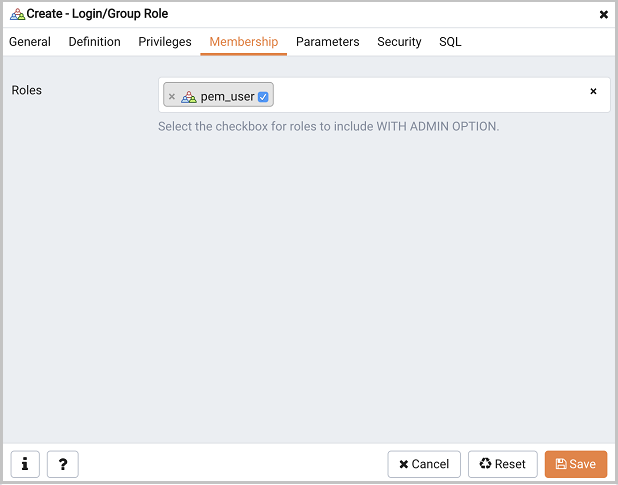 Create - Login/Group Role
General Definition Privileges Membership Parameters Security SQL
Roles
pem_user
Select the checkbox for roles to include WITH ADMIN OPTION.
i ? Cancel Reset Save